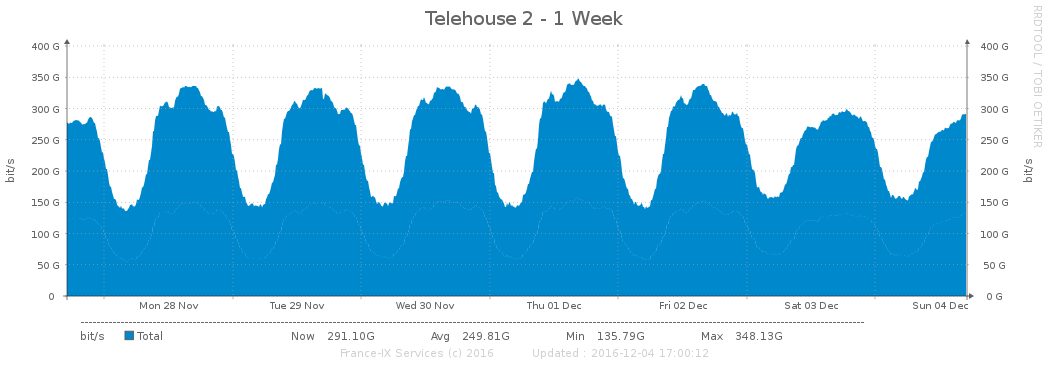 Telehouse 2 - 1 Week
RRDTOOL / TOBI OETIKER
400 G 400 G
350 G 350 G
300 G 300 G
250 G 250 G
200 G 200 G
150 G 150 G
100 G 100 G
50 G 50 G
0 0 G
bit/s bit/s
Mon 28 Nov Tue 29 Nov Wed 30 Nov Thu 01 Dec Fri 02 Dec Sat 03 Dec Sun 04 Dec
bit/s Total Now 291.10G Avg 249.81G Min 135.79G Max 348.13G
France-IX Services (c) 2016 Updated : 2016-12-04 17:00:12